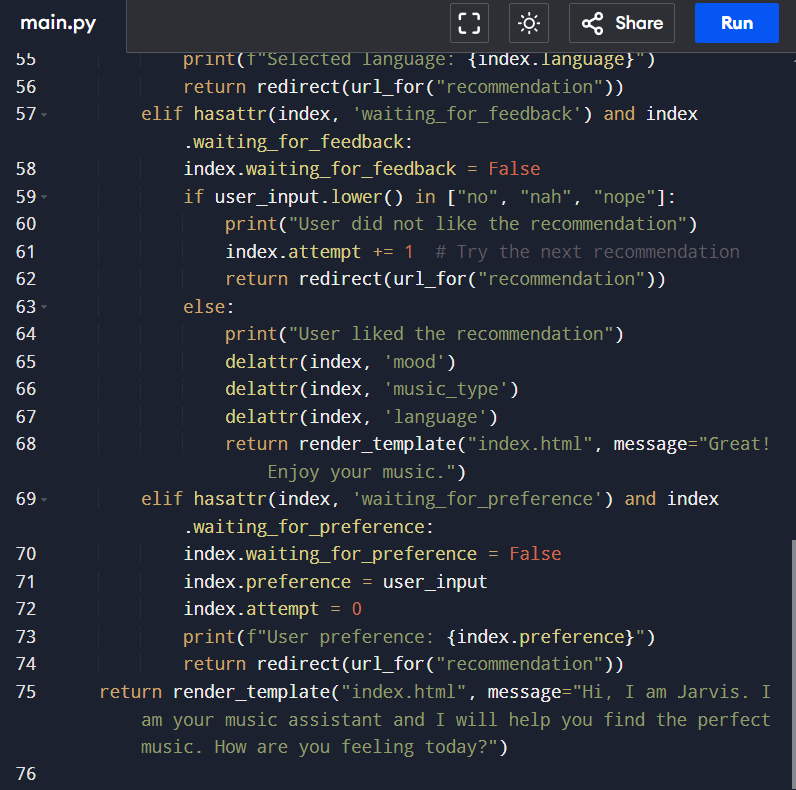 main.py
Share
Run
55 print(f"Selected language: {index.language}")
56 return redirect(url_for("recommendation"))
57 elif hasattr(index, 'waiting_for_feedback') and index
.waiting_for_feedback:
58 index.waiting_for_feedback = False
59 if user_input.lower() in ["no", "nah", "nope"]:
60 print("User did not like the recommendation")
61 index.attempt += 1  # Try the next recommendation
62 return redirect(url_for("recommendation"))
63 else:
64 print("User liked the recommendation")
65 delattr(index, 'mood')
66 delattr(index, 'music_type')
67 delattr(index, 'language')
68 return render_template("index.html", message="Great!
Enjoy your music.")
69 elif hasattr(index, 'waiting_for_preference') and index
.waiting_for_preference:
70 index.waiting_for_preference = False
71 index.preference = user_input
72 index.attempt = 0
73 print(f"User preference: {index.preference}")
74 return redirect(url_for("recommendation"))
75 return render_template("index.html", message="Hi, I am Jarvis. I
am your music assistant and I will help you find the perfect
music. How are you feeling today?")
76